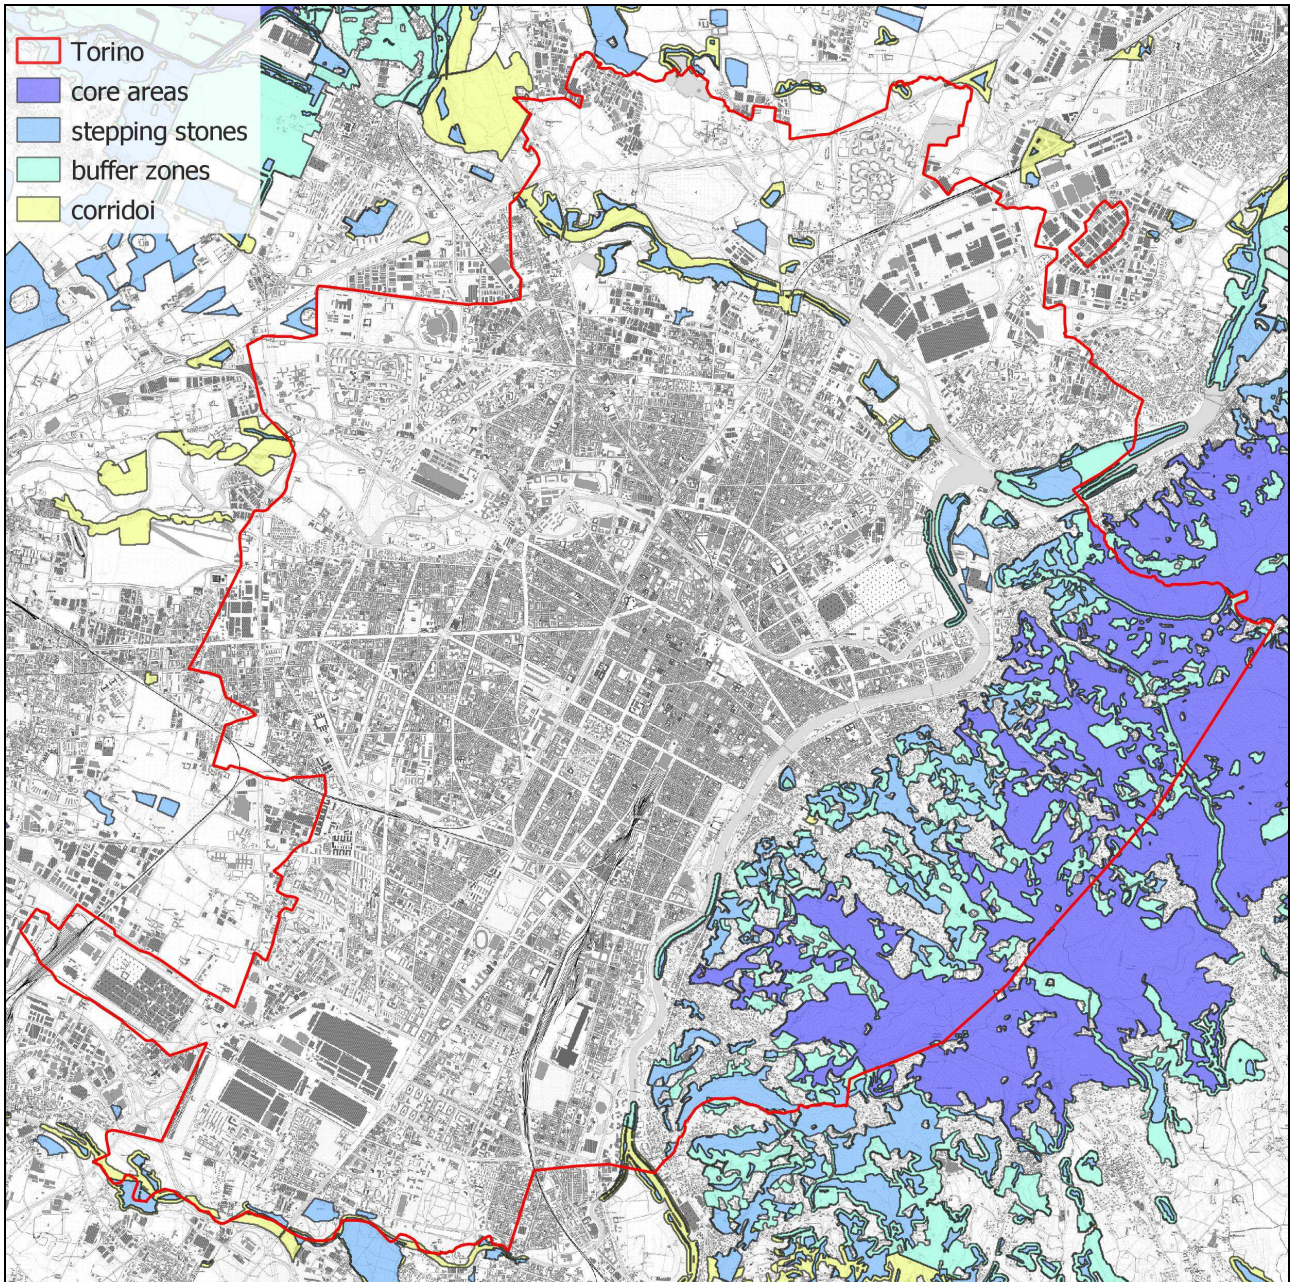 Torino
core areas
stepping stones
buffer zones
corridoi